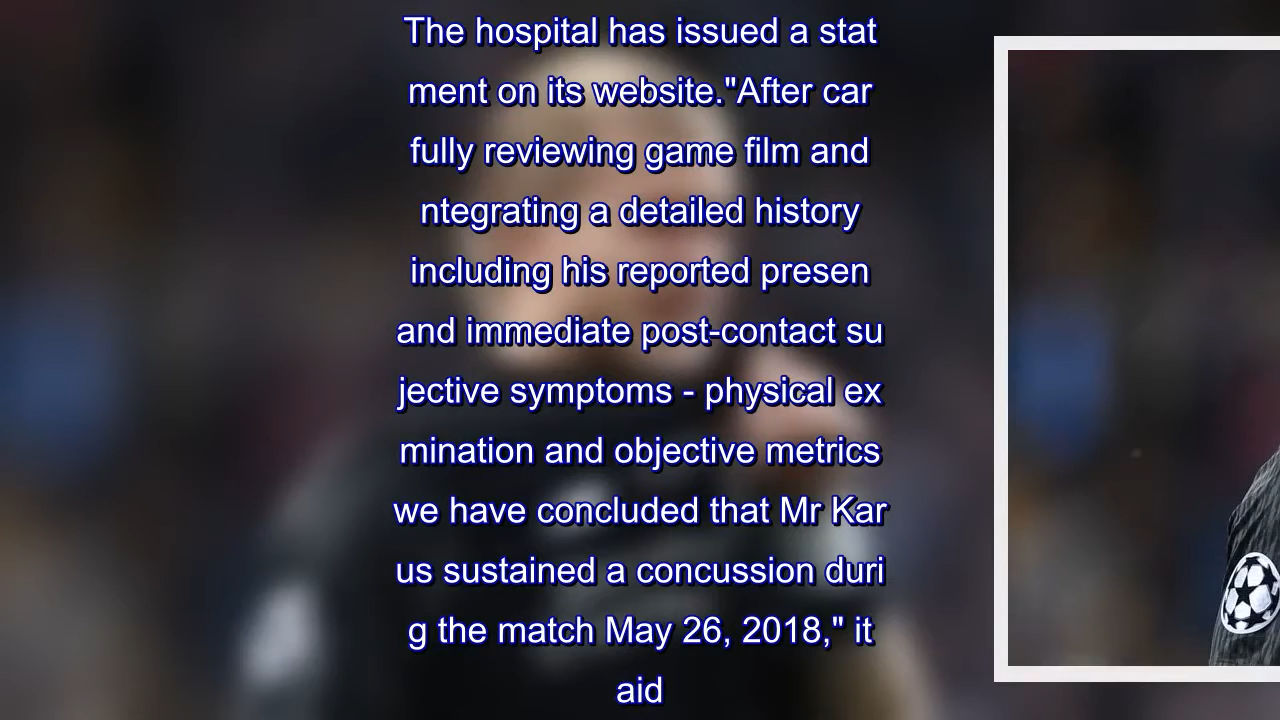 The hospital has issued a stat
ment on its website."After car
fully reviewing game film and
ntegrating a detailed history
including his reported presen
and immediate post-contact su
jective symptoms - physical ex
mination and objective metrics
we have concluded that Mr Kar
us sustained a concussion duri
g the match May 26, 2018," it
aid